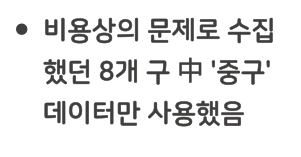 • 비용상의 문제로 수집
했던 8개 구 中 '중구'
데이터만 사용했음